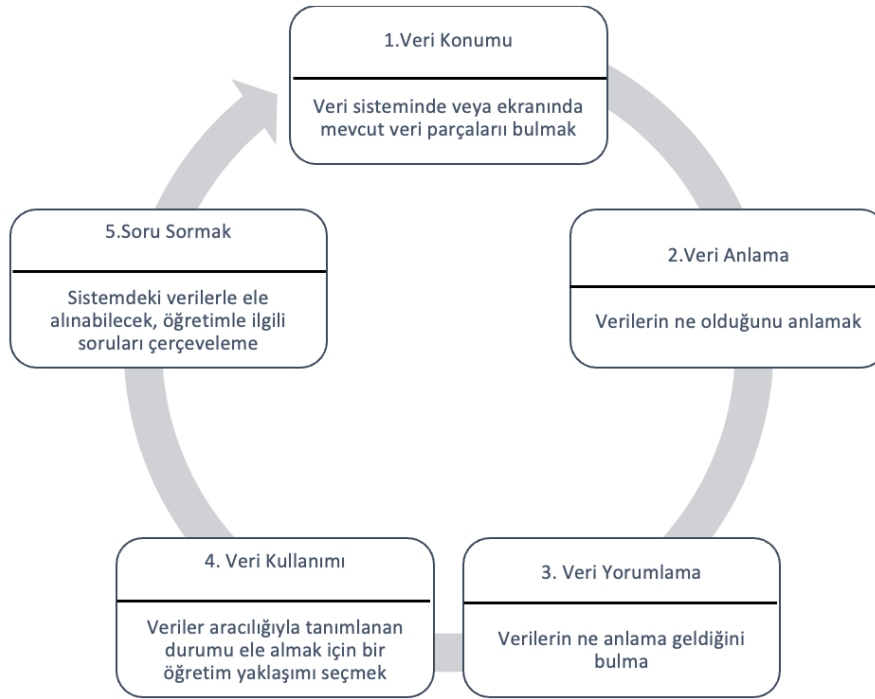 1.Veri Konumu
Veri sisteminde veya ekranında
mevcut veri parçalarıı bulmak
2.Veri Anlama
Verilerin ne olduğunu anlamak
3. Veri Yorumlama
Verilerin ne anlama geldiğini
bulma
4. Veri Kullanımı
Veriler aracılığıyla tanımlanan
durumu ele almak için bir
öğretim yaklaşımı seçmek
5.Soru Sormak
Sistemdeki verilerle ele
alınabilecek, öğretimle ilgili
soruları çerçeveleme